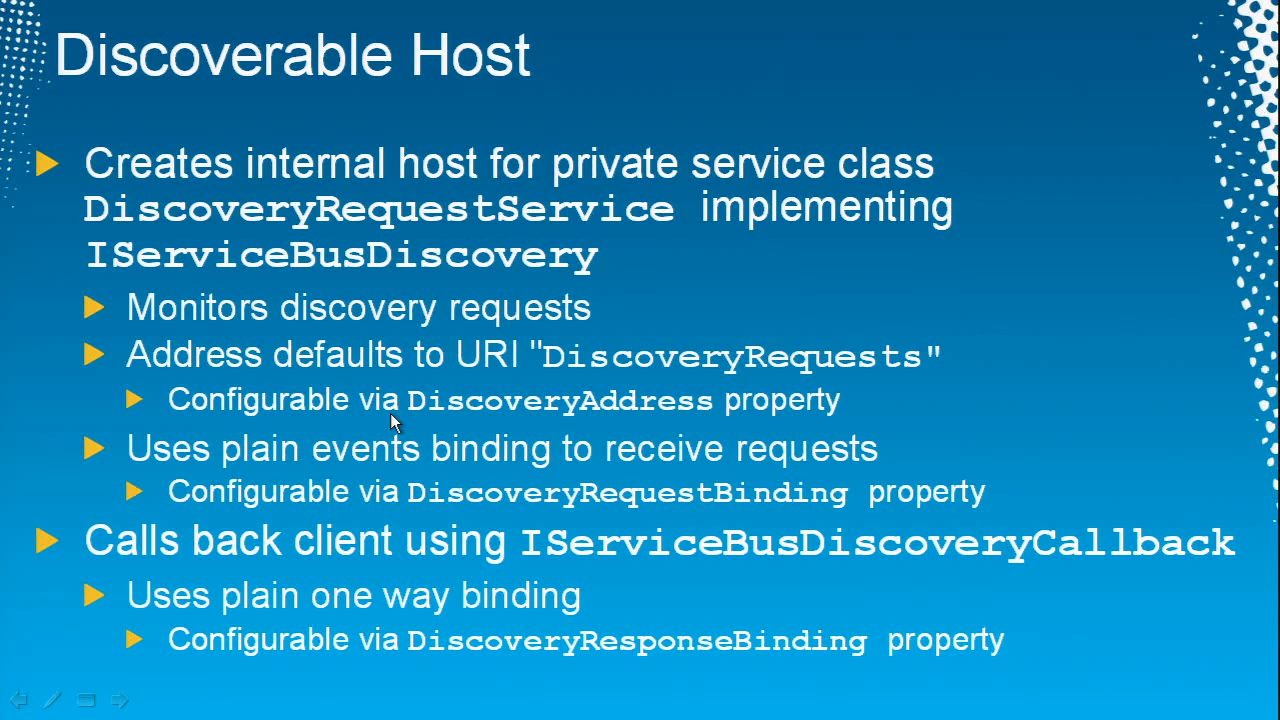 Discoverable Host
Creates internal host for private service class
DiscoveryRequestService implementing
IServiceBusDiscovery
Monitors discovery requests
Address defaults to URI "DiscoveryRequests"
Configurable via DiscoveryAddress property
Uses plain events binding to receive requests
Configurable via DiscoveryRequestBinding property
Calls back client using IServiceBusDiscoveryCallback
Uses plain one way binding
Configurable via DiscoveryResponseBinding property